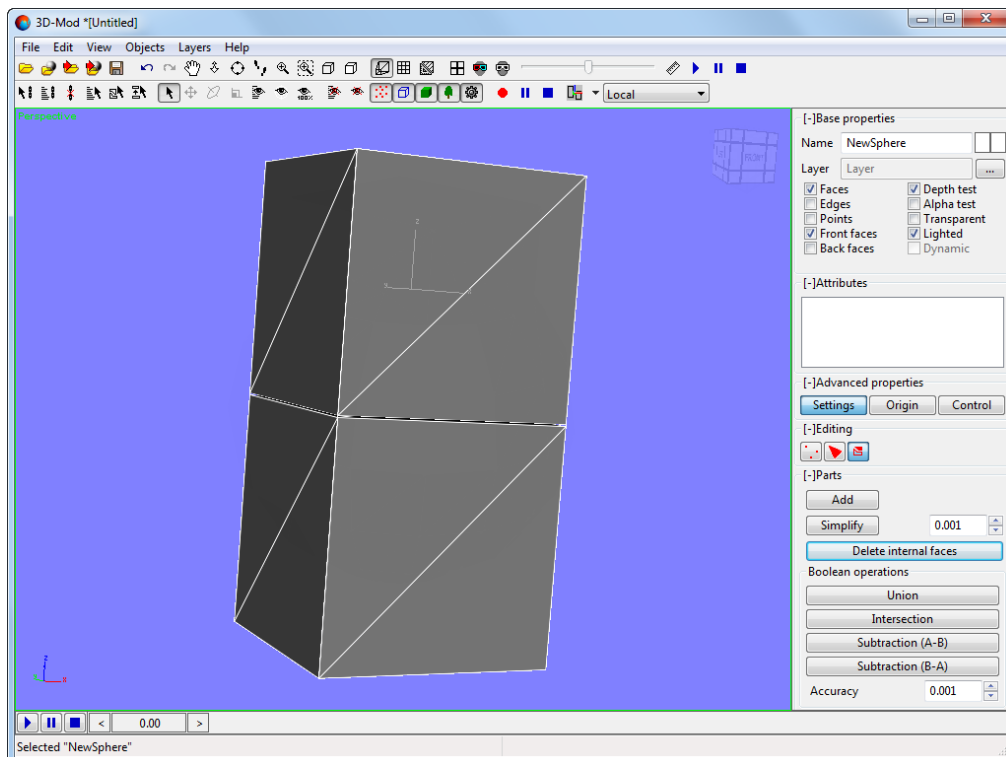 3D-Mod *[Untitled]
File Edit View Objects Layers Help
Local
Perspective
FRONT
z
x
[-]Base properties
Name NewSphere
Layer Layer ...
Faces Depth test
Edges Alpha test
Points Transparent
Front faces Lighted
Back faces Dynamic
[-]Attributes
[-]Advanced properties
Settings Origin Control
[-]Editing
[-]Parts
Add
Simplify 0.001
Delete internal faces
Boolean operations
Union
Intersection
Subtraction (A-B)
Subtraction (B-A)
Accuracy 0.001
z
x
< 0.00 >
Selected "NewSphere"